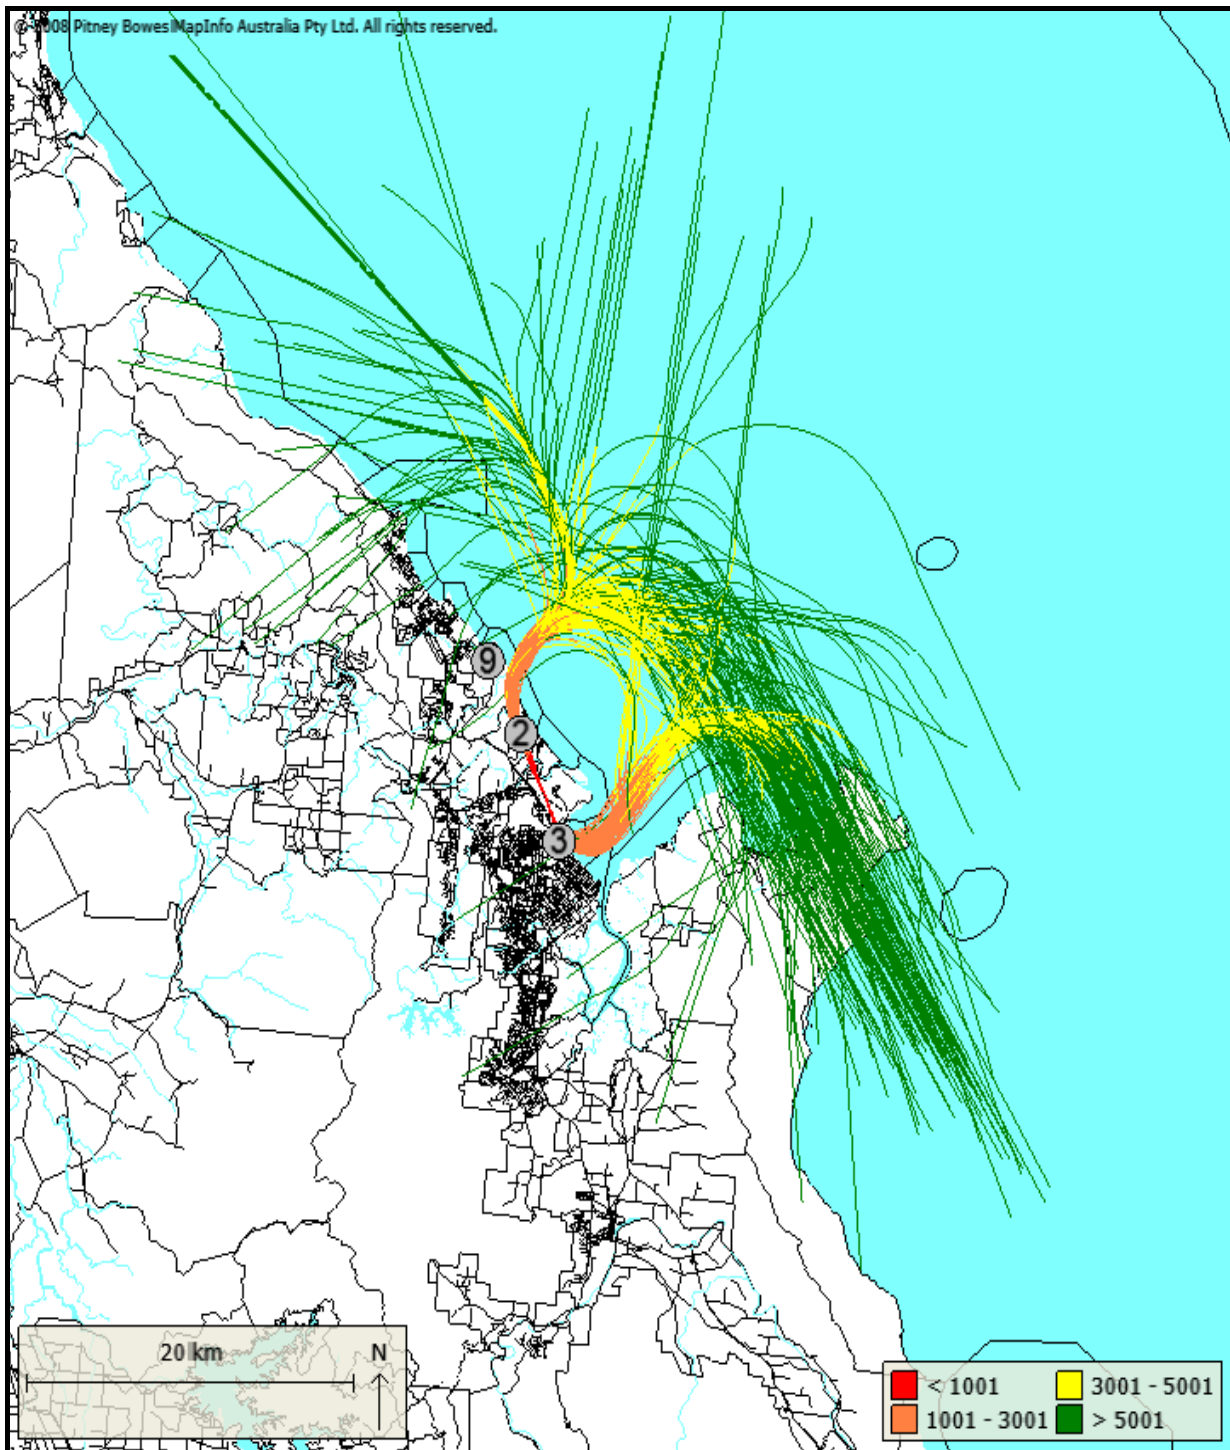 © 2008 Pitney Bowes MapInfo Australia Pty Ltd. All rights reserved.
9
2
3
20 km
N
< 1001
3001 - 5001
1001 - 3001
> 5001